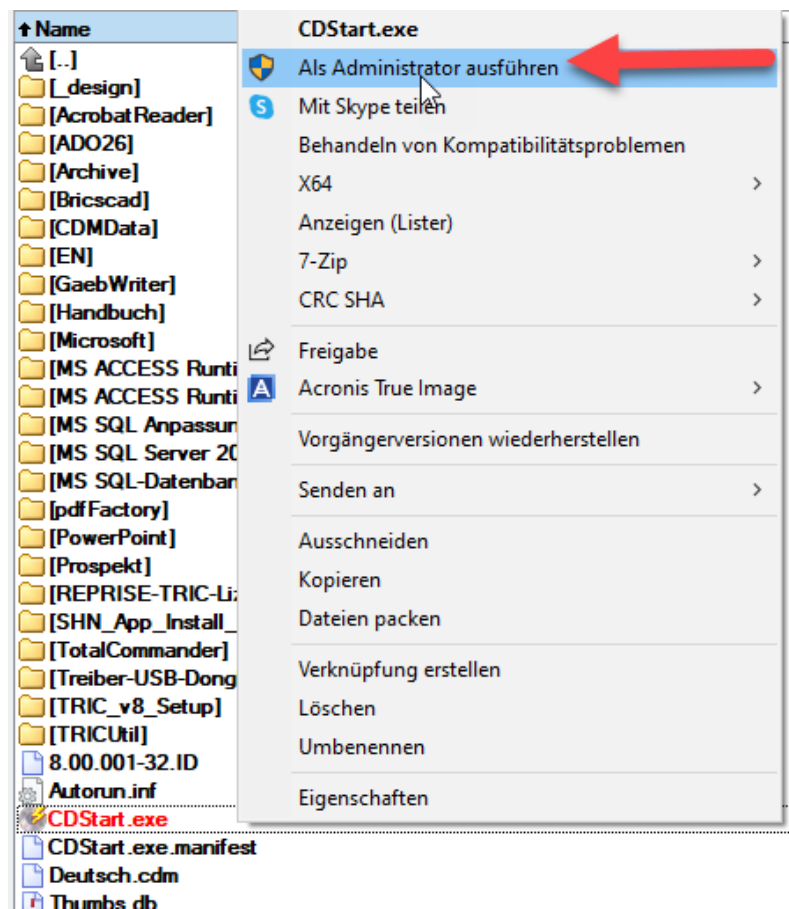 Name
[..]
[_design]
[AcrobatReader]
[ADO26]
[Archive]
[Bricscad]
[CDMData]
[EN]
[GaebWriter]
[Handbuch]
[Microsoft]
[MS ACCESS Runti
[MS ACCESS Runti
[MS SQL Anpassun
[MS SQL Server 20
[MS SQL-Datenban
[pdfFactory]
[PowerPoint]
[Prospekt]
[REPRISE-TRIC-Liz
[SHN_App_Install_
[TotalCommander]
[Treiber-USB-Dong
[TRIC_v8_Setup]
[TRICUtil]
8.00.001-32.ID
Autorun.inf
CDStart.exe
CDStart.exe.manifest
Deutsch.cdm
Thumbs.db
CDStart.exe
Als Administrator ausführen
Mit Skype teilen
Behandeln von Kompatibilitätsproblemen
X64
Anzeigen (Lister)
7-Zip
CRC SHA
Freigabe
Acronis True Image
Vorgängerversionen wiederherstellen
Senden an
Ausschneiden
Kopieren
Dateien packen
Verknüpfung erstellen
Löschen
Umbenennen
Eigenschaften